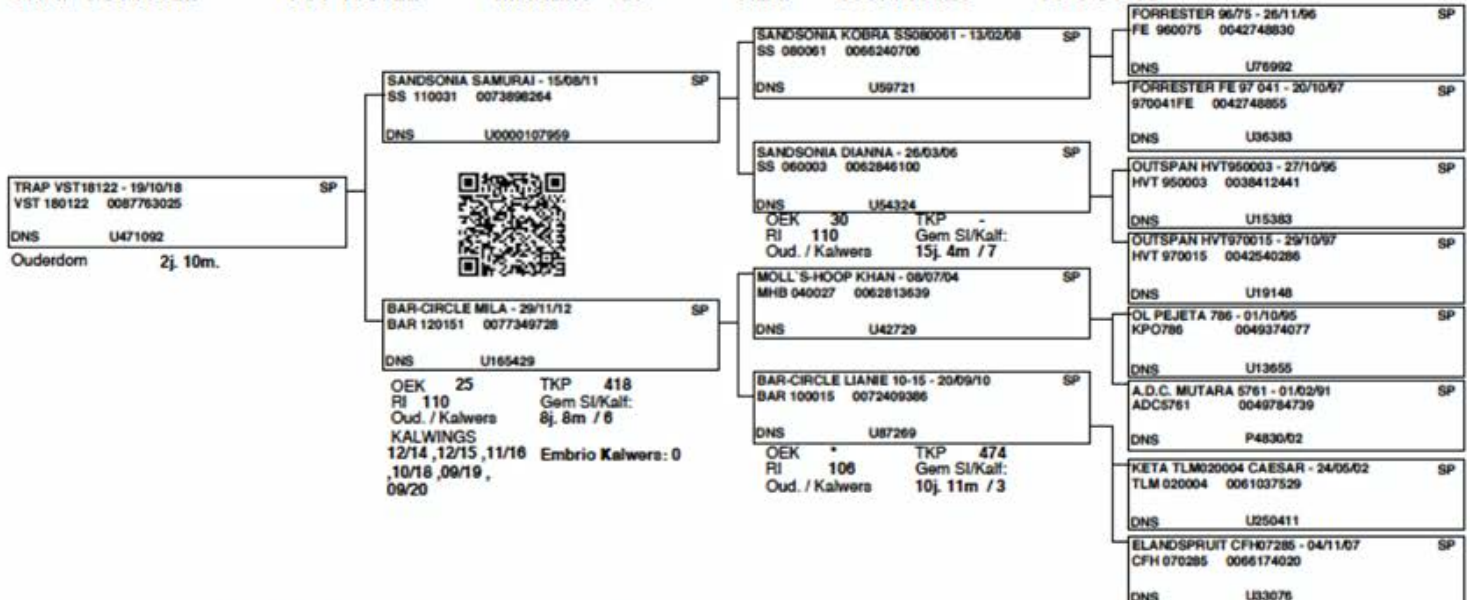 TRAP VST18122 - 19/10/18 SP
VST 180122 0087763025
DNS U471092
Ouderdom 2j. 10m.
SANDSONIA SAMURAI - 15/08/11 SP
SS 110031 0073898264
DNS U0000107959
BAR-CIRCLE MILA - 29/11/12 SP
BAR 120151 0077349728
DNS U165429
OEK 25 TKP 418
RI 110 Gem SI/Kalf:
Oud. / Kalwers 8j. 8m / 6
KALWINGS
12/14 ,12/15 ,11/16 Embrio Kalwers: 0
,10/18 ,09/19 ,
09/20
SANDSONIA KOBRA SS080061 - 13/02/08 SP
SS 080061 0066240706
DNS U59721
SANDSONIA DIANNA - 26/03/06 SP
SS 060003 0062846100
DNS U54324
OEK 30 TKP -
RI 110 Gem SI/Kalf:
Oud. / Kalwers 15j. 4m / 7
MOLL`S-HOOP KHAN - 08/07/04 SP
MHB 040027 0062813639
DNS U42729
BAR-CIRCLE LIANIE 10-15 - 20/09/10 SP
BAR 100015 0072409386
DNS U87269
OEK * TKP 474
RI 106 Gem SI/Kalf:
Oud. / Kalwers 10j. 11m / 3
FORRESTER 96/75 - 26/11/96 SP
FE 960075 0042748830
DNS U76992
FORRESTER FE 97 041 - 20/10/97 SP
970041FE 0042748855
DNS U36383
OUTSPAN HVT950003 - 27/10/95 SP
HVT 950003 0038412441
DNS U15383
OUTSPAN HVT970015 - 29/10/97 SP
HVT 970015 0042540286
DNS U19148
OL PEJETA 786 - 01/10/95 SP
KPO786 0049374077
DNS U13655
A.D.C. MUTARA 5761 - 01/02/91 SP
ADC5761 0049784739
DNS P4830/02
KETA TLM020004 CAESAR - 24/05/02 SP
TLM 020004 0061037529
DNS U250411
ELANDSPRUIT CFH07285 - 04/11/07 SP
CFH 070285 0066174020
DNS U33076